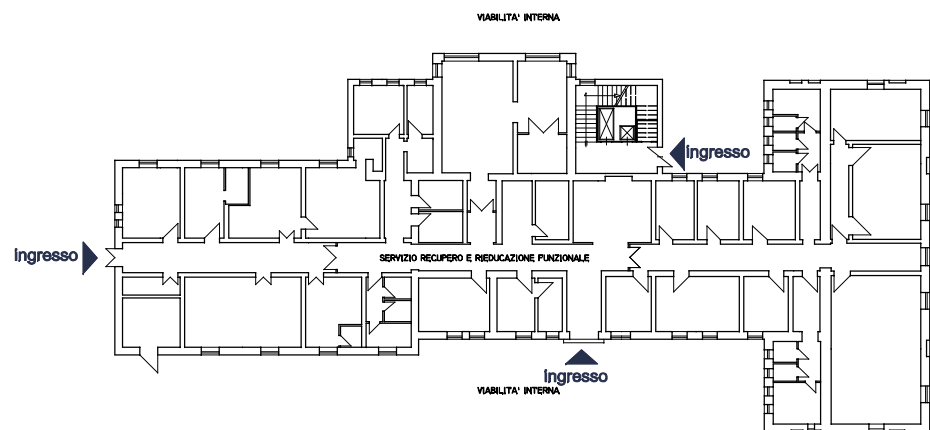 VIABILITA' INTERNA
ingresso
ingresso
SERVIZIO RECUPERO E RIEDUCAZIONE FUNZIONALE
ingresso
VIABILITA' INTERNA